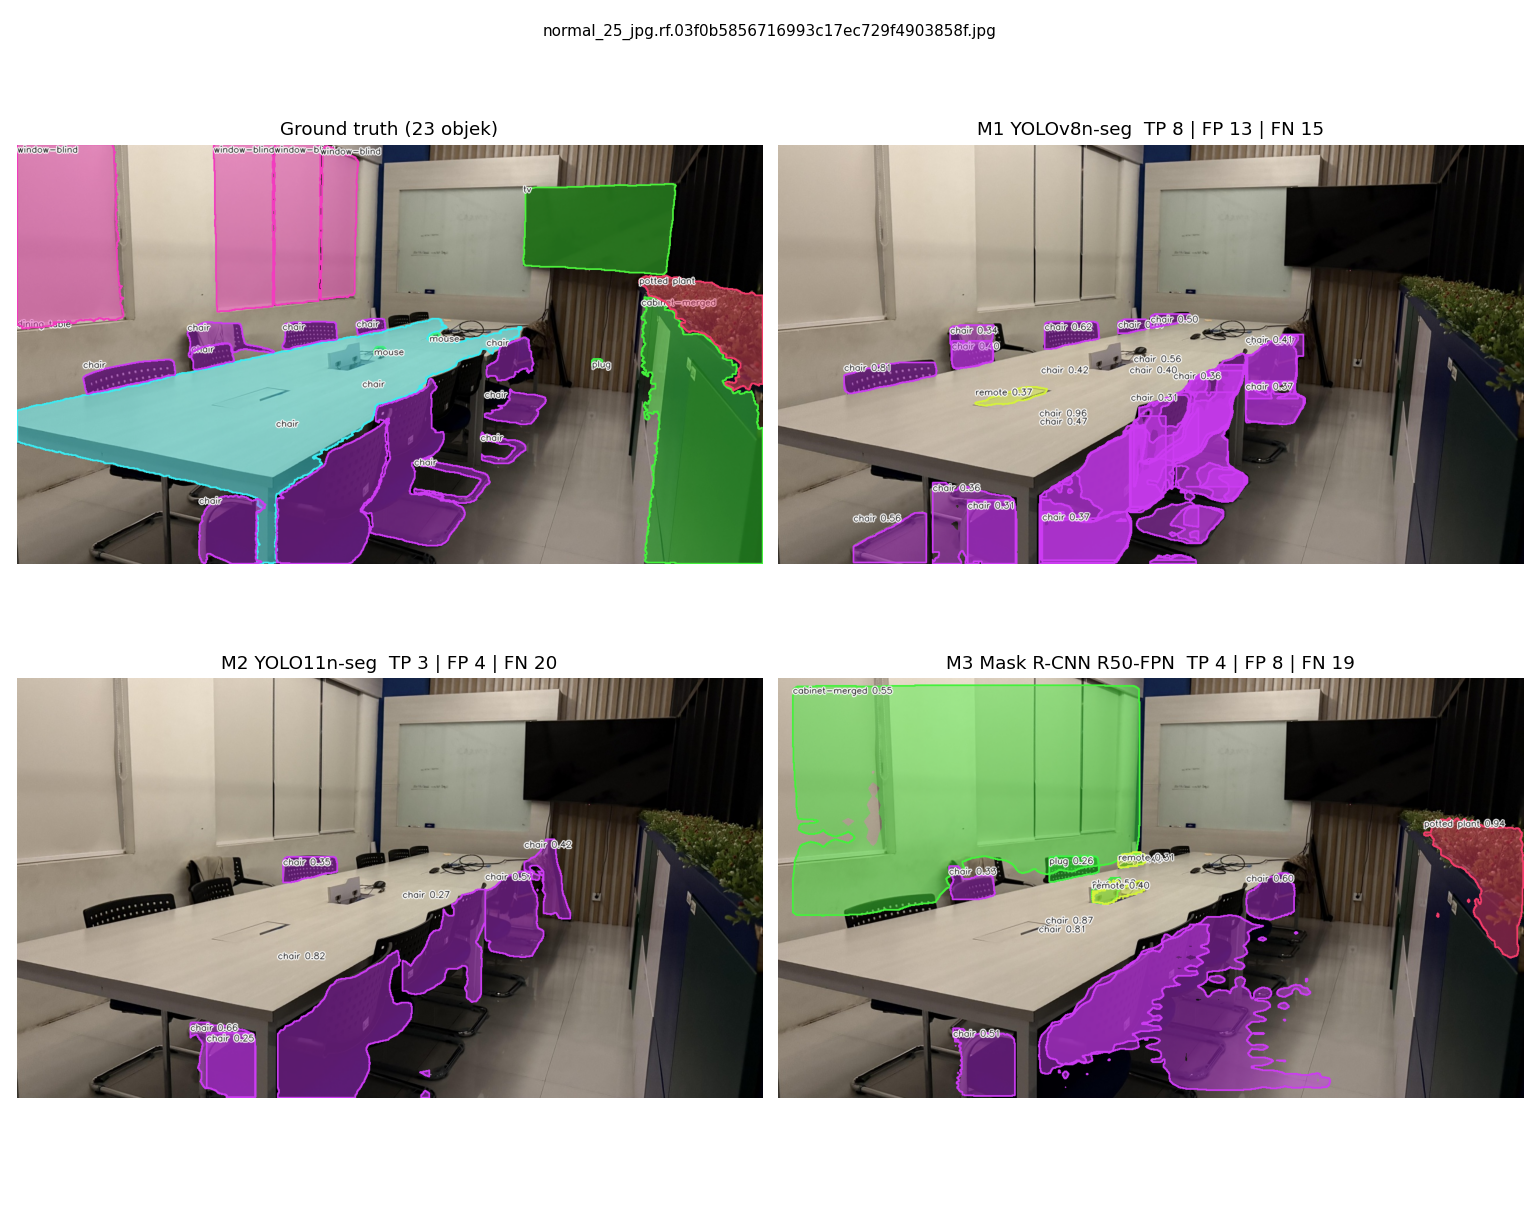 normal_25_jpg.rf.03f0b5856716993c17ec729f4903858f.jpg
Ground truth (23 objek)
window-blind
window-blind
window-bl
window-blind
tv
potted plant
cabinet-merged
dining table
chair
chair
chair
chair
chair
mouse
mouse
chair
plug
chair
chair
chair
chair
chair
chair
M1 YOLOv8n-seg TP 8 | FP 13 | FN 15
chair 0.34
chair 0.40
chair 0.62
chair 0.50
chair 0.41
chair 0.81
chair 0.56
chair 0.42
chair 0.40
chair 0.36
chair 0.37
remote 0.37
chair 0.31
chair 0.96
chair 0.47
chair 0.36
chair 0.31
chair 0.56
chair 0.37
M2 YOLO11n-seg TP 3 | FP 4 | FN 20
chair 0.42
chair 0.35
chair 0.27
chair 0.82
chair 0.66
chair 0.25
M3 Mask R-CNN R50-FPN TP 4 | FP 8 | FN 19
cabinet-merged 0.55
potted plant 0.94
plug 0.26
remote 0.31
remote 0.40
chair 0.60
chair 0.87
chair 0.81
chair 0.51